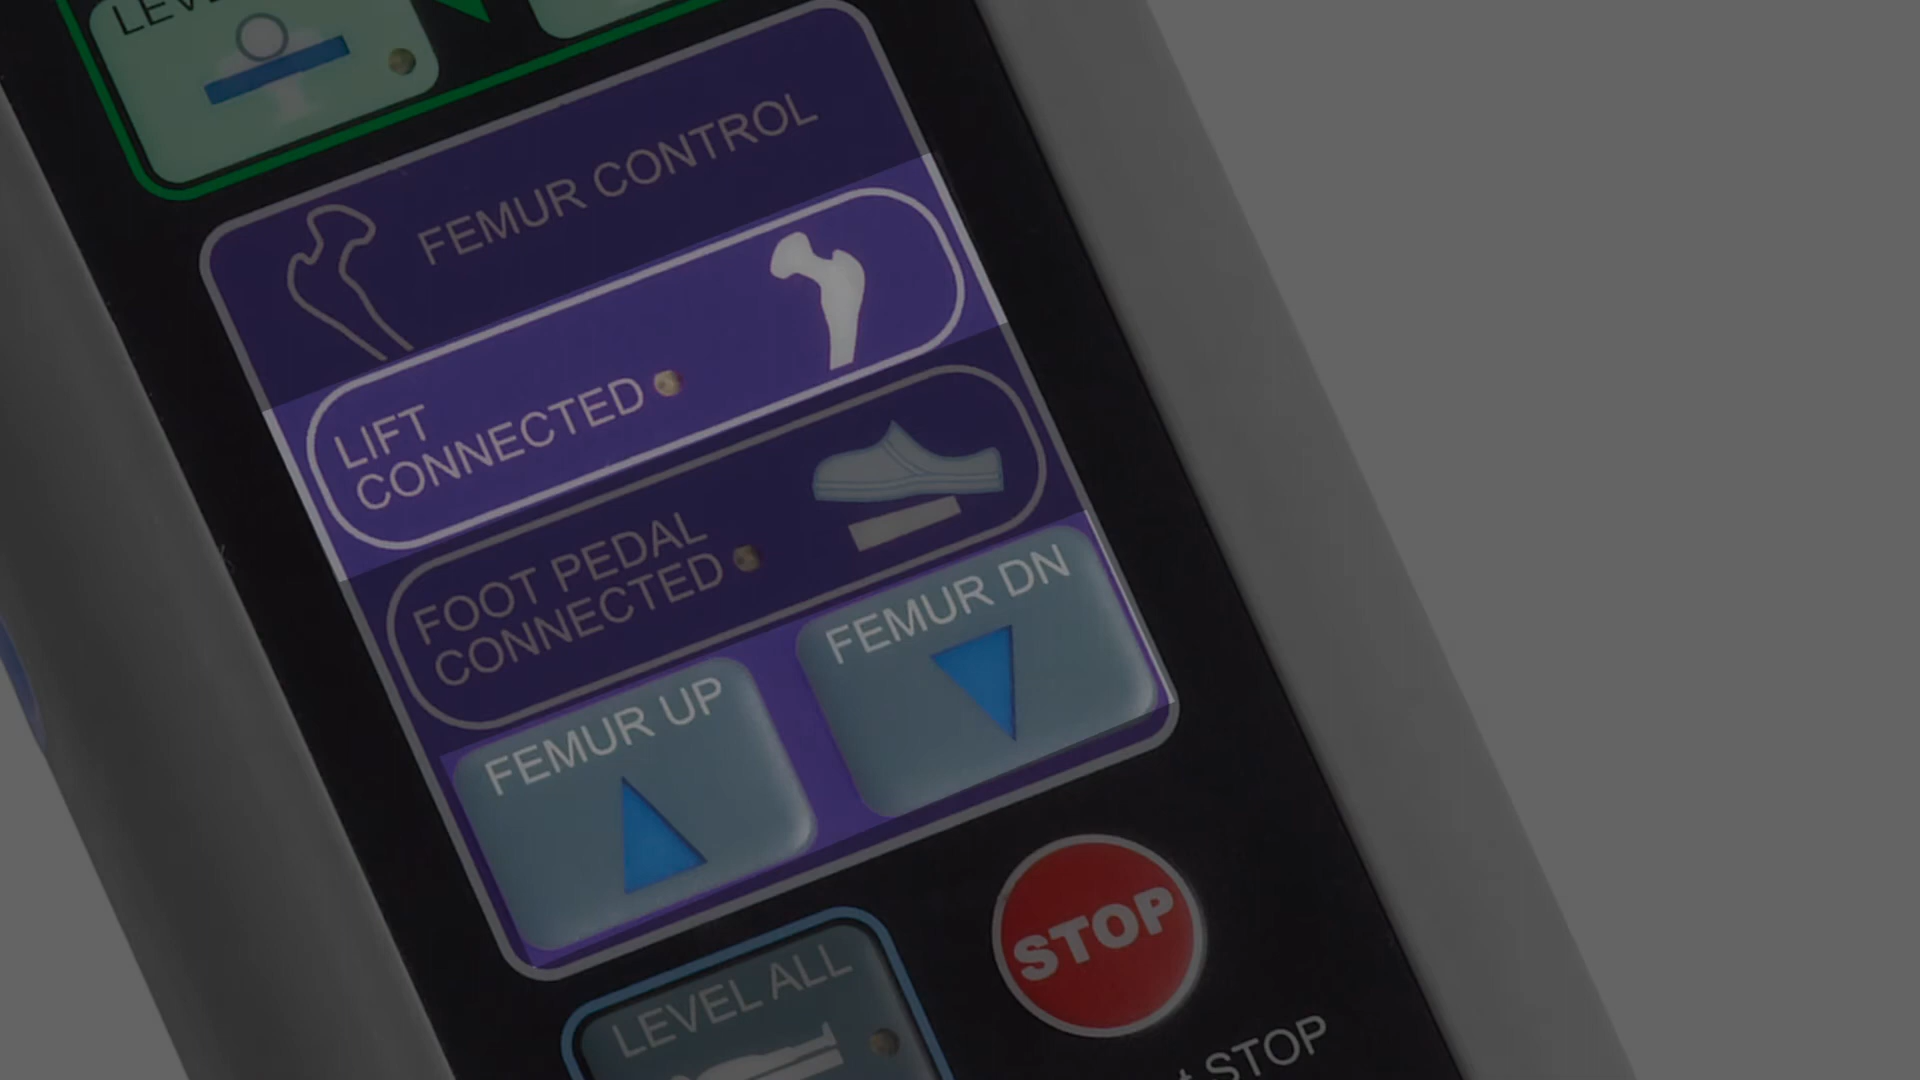 FEMUR CONTROL
LIFT
CONNECTED
FOOT PEDAL
CONNECTED
FEMUR DN
FEMUR UP
STOP
LEVEL ALL
STOP